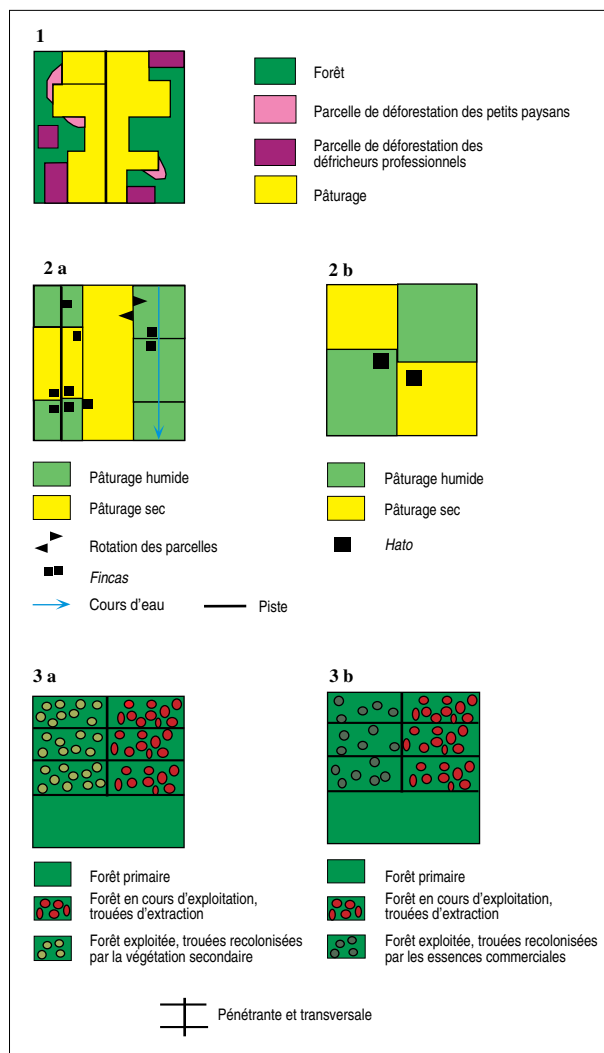 1
Forêt
Parcelle de déforestation des petits paysans
Parcelle de déforestation des
défricheurs professionnels
Pâturage
2 a
Pâturage humide
Pâturage sec
Rotation des parcelles
Fincas
Cours d'eau
Piste
2 b
Pâturage humide
Pâturage sec
Hato
3 a
Forêt primaire
Forêt en cours d'exploitation,
trouées d'extraction
Forêt exploitée, trouées recolonisées
par la végétation secondaire
3 b
Forêt primaire
Forêt en cours d'exploitation,
trouées d'extraction
Forêt exploitée, trouées recolonisées
par les essences commerciales
Pénétrante et transversale